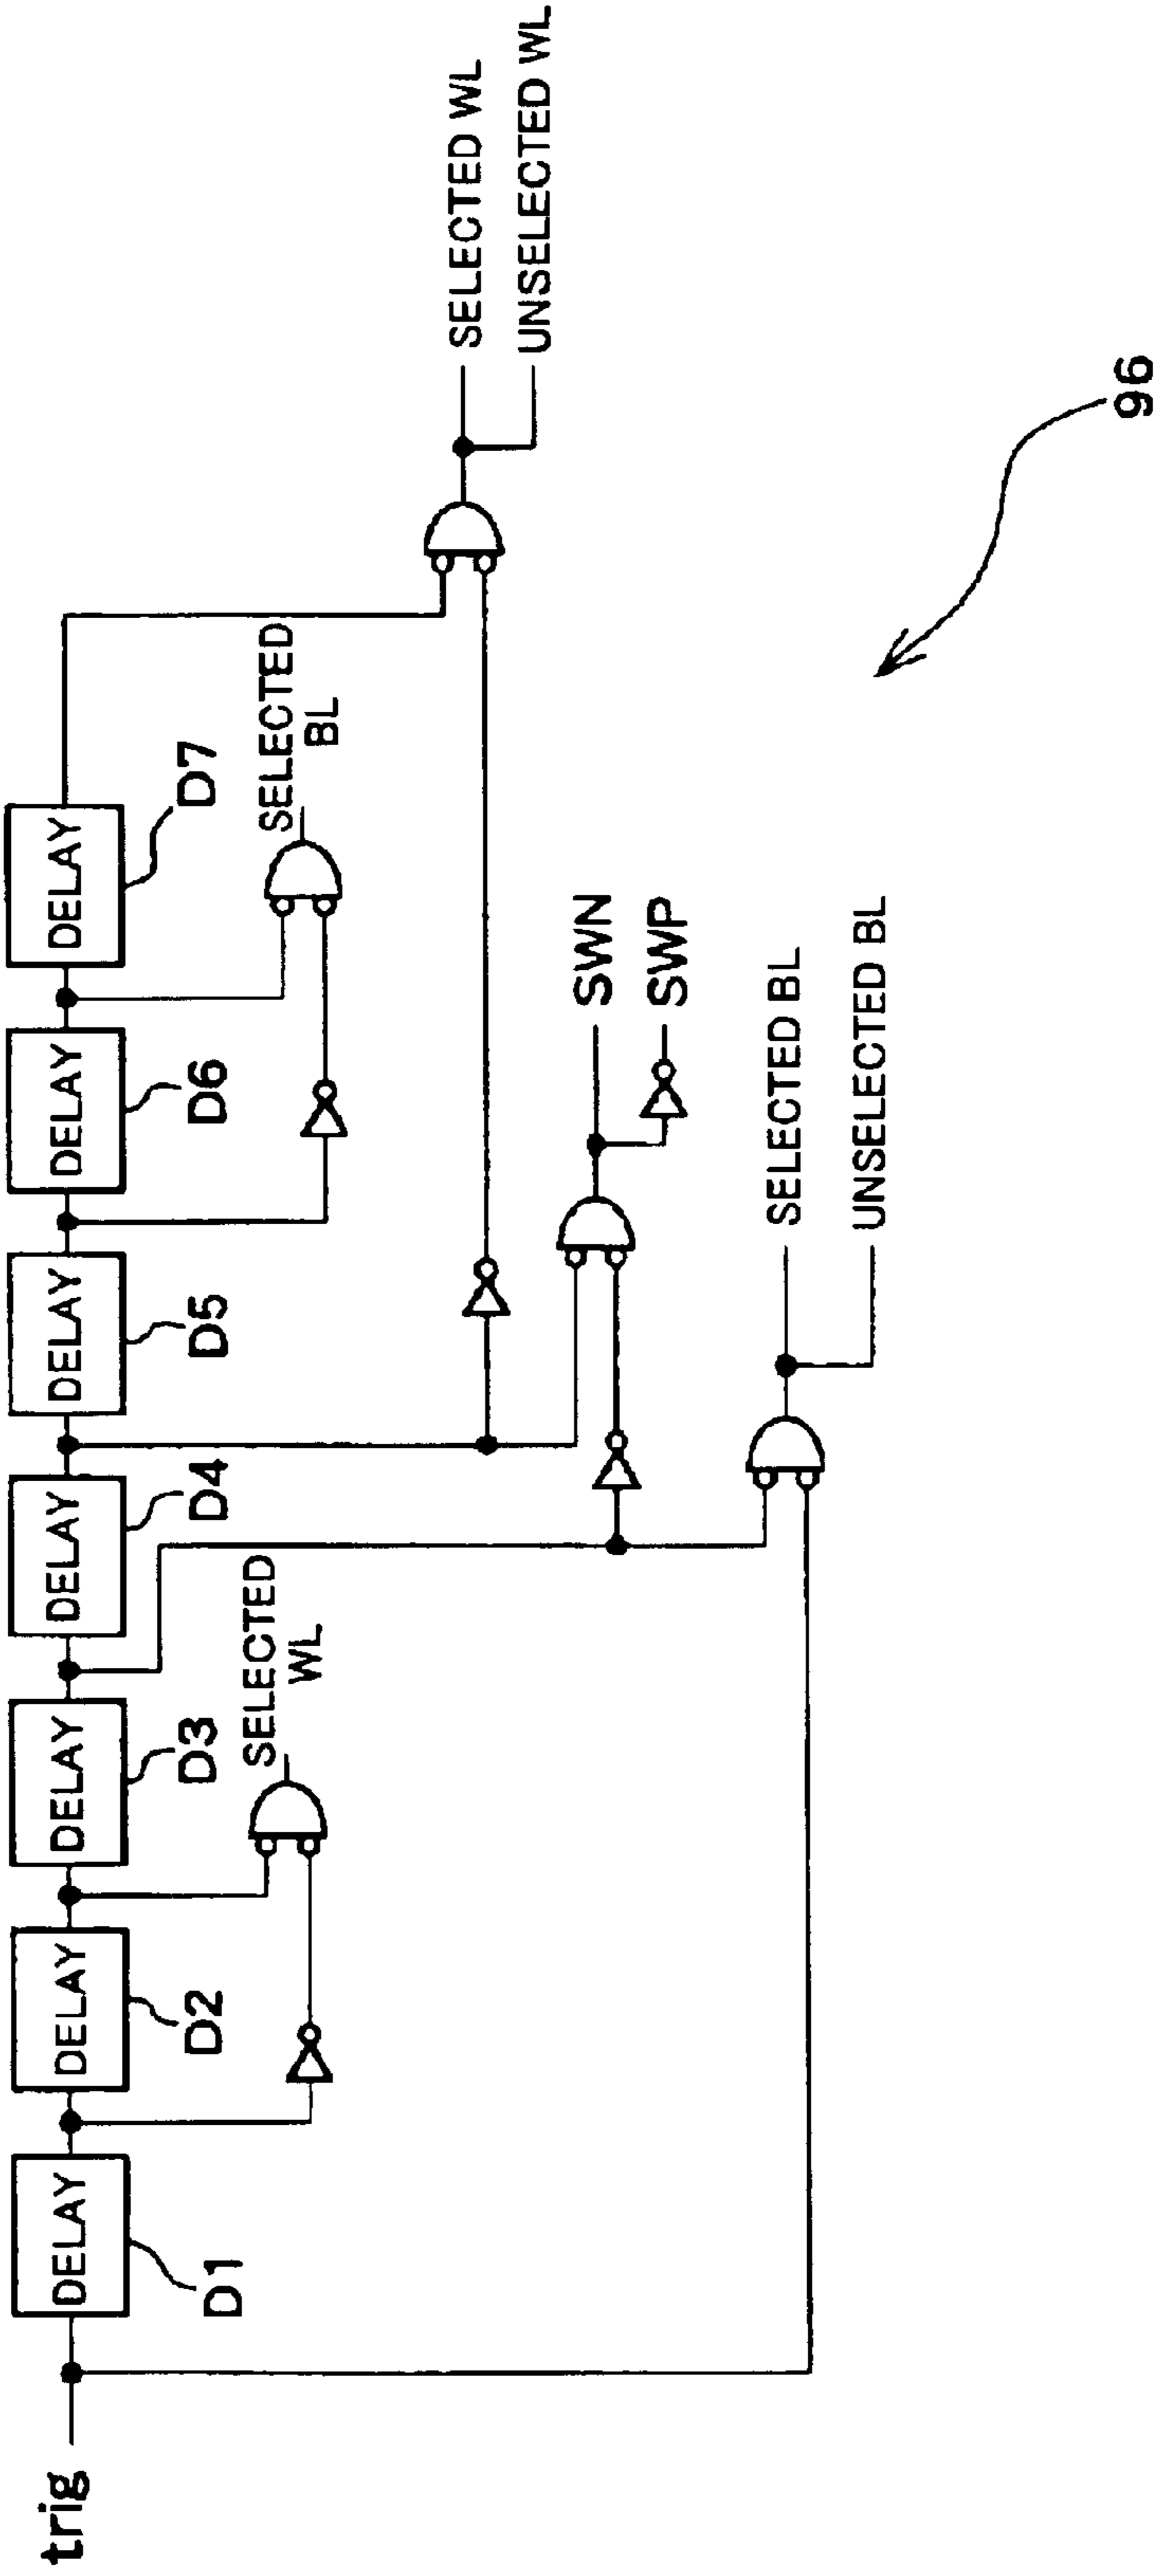 trig
DELAY
D1
DELAY
D2
DELAY
D3
DELAY
D4
DELAY
D5
DELAY
D6
DELAY
D7
SELECTED
WL
SELECTED
BL
SELECTED WL
UNSELECTED WL
SWN
SWP
SELECTED BL
UNSELECTED BL
96